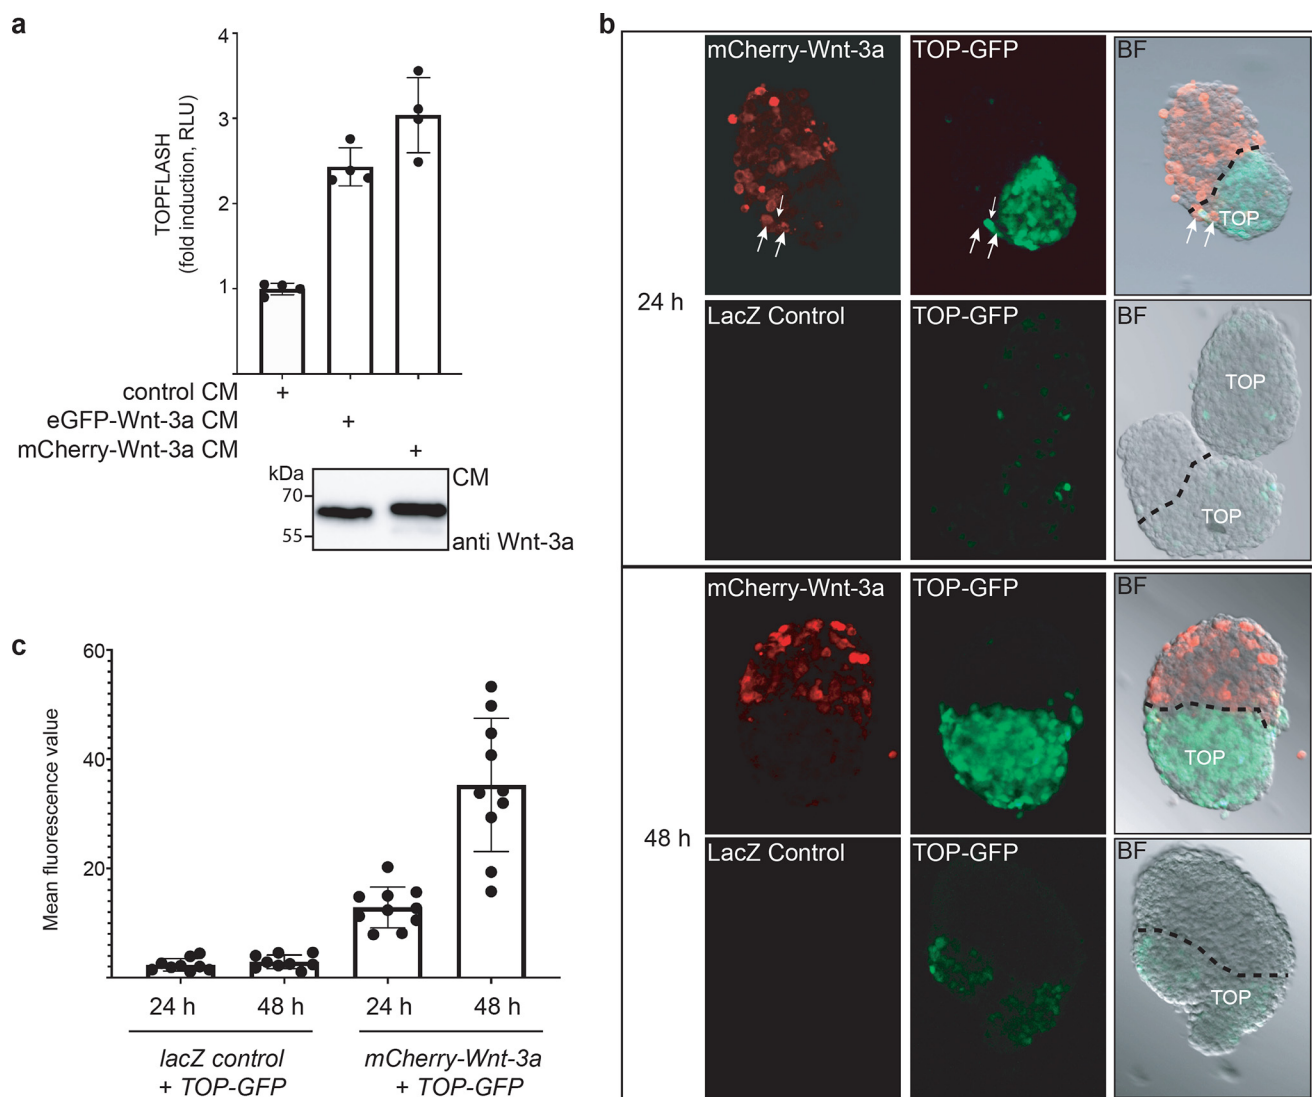 a
4
3
2
1
TOPFLASH
(fold induction, RLU)
control CM +
eGFP-Wnt-3a CM +
mCherry-Wnt-3a CM +
kDa
70
55
CM
anti Wnt-3a
b
24 h
mCherry-Wnt-3a
TOP-GFP
BF
TOP
LacZ Control
TOP-GFP
BF
TOP
TOP
48 h
mCherry-Wnt-3a
TOP-GFP
BF
TOP
LacZ Control
TOP-GFP
BF
TOP
c
60
40
20
Mean fluorescence value
24 h 48 h 24 h 48 h
lacZ control
+ TOP-GFP
mCherry-Wnt-3a
+ TOP-GFP